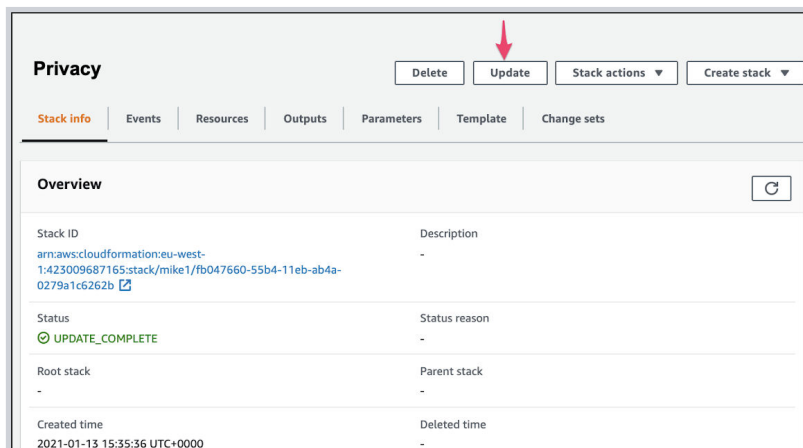 Privacy
Delete
Update
Stack actions
Create stack
Stack info
Events
Resources
Outputs
Parameters
Template
Change sets
Overview
Stack ID
Description
arn:aws:cloudformation:eu-west-
1:423009687165:stack/mike1/fb047660-55b4-11eb-ab4a-
0279a1c6262b
-
Status
Status reason
UPDATE_COMPLETE
-
Root stack
Parent stack
-
-
Created time
Deleted time
2021-01-13 15:35:36 UTC+0000
-